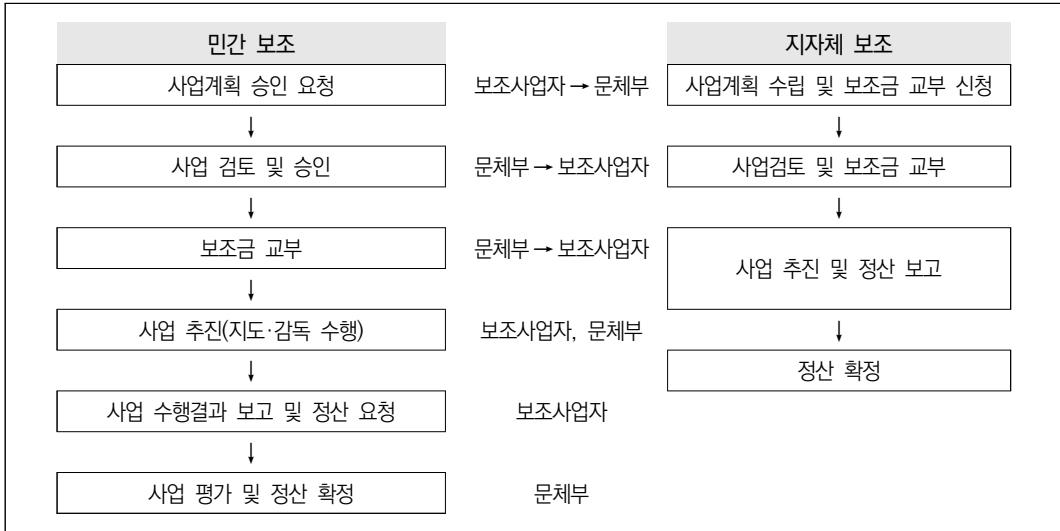 민간 보조
지자체 보조
사업계획 승인 요청
보조사업자 → 문체부
사업계획 수립 및 보조금 교부 신청
↓
↓
사업 검토 및 승인
문체부 → 보조사업자
사업검토 및 보조금 교부
↓
↓
보조금 교부
문체부 → 보조사업자
사업 추진 및 정산 보고
↓
↓
사업 추진(지도·감독 수행)
보조사업자, 문체부
정산 확정
↓
사업 수행결과 보고 및 정산 요청
보조사업자
↓
사업 평가 및 정산 확정
문체부